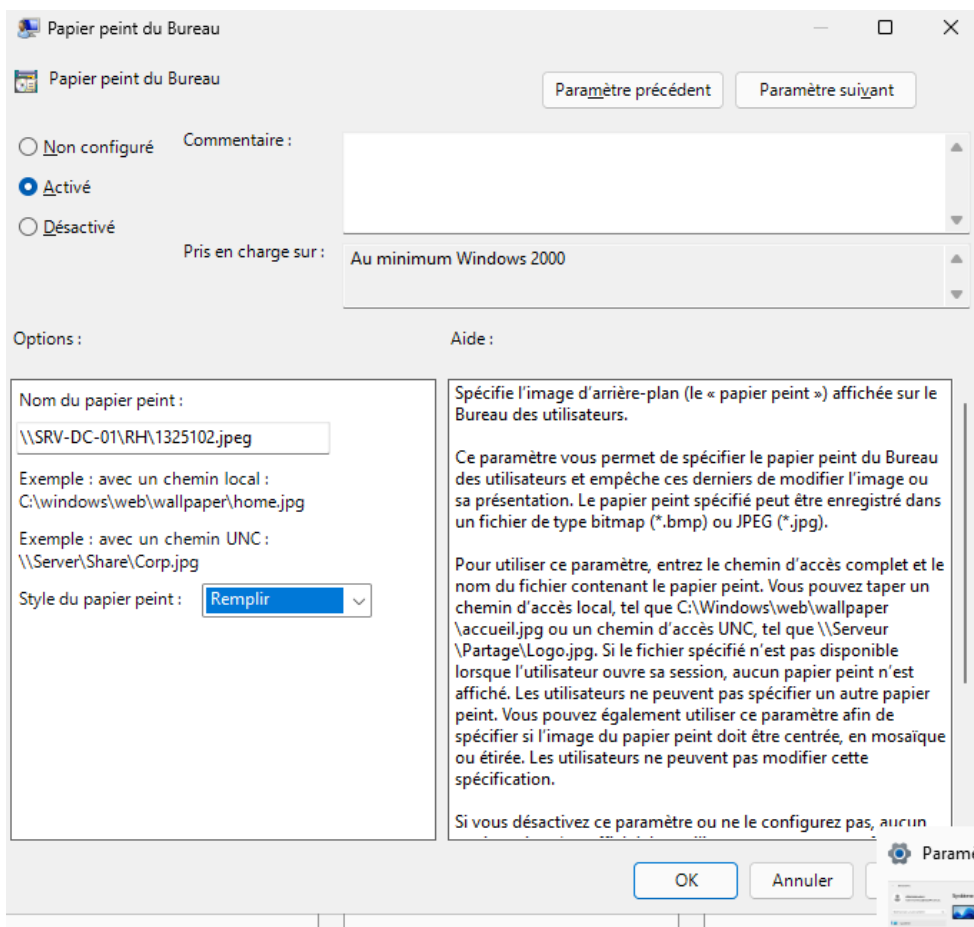 Papier peint du Bureau
Papier peint du Bureau
Paramètre précédent
Paramètre suivant
Non configuré
Commentaire :
Activé
Désactivé
Pris en charge sur :
Au minimum Windows 2000
Options :
Aide :
Nom du papier peint :
\\SRV-DC-01\RH\1325102.jpeg
Exemple : avec un chemin local :
C:\windows\web\wallpaper\home.jpg
Exemple : avec un chemin UNC :
\\Server\Share\Corp.jpg
Style du papier peint :
Remplir
Spécifie l'image d'arrière-plan (le « papier peint ») affichée sur le
Bureau des utilisateurs.
Ce paramètre vous permet de spécifier le papier peint du Bureau
des utilisateurs et empêche ces derniers de modifier l'image ou
sa présentation. Le papier peint spécifié peut être enregistré dans
un fichier de type bitmap (*.bmp) ou JPEG (*.jpg).
Pour utiliser ce paramètre, entrez le chemin d'accès complet et le
nom du fichier contenant le papier peint. Vous pouvez taper un
chemin d'accès local, tel que C:\Windows\web\wallpaper
\accueil.jpg ou un chemin d'accès UNC, tel que \\Serveur
\Partage\Logo.jpg. Si le fichier spécifié n'est pas disponible
lorsque l'utilisateur ouvre sa session, aucun papier peint n'est
affiché. Les utilisateurs ne peuvent pas spécifier un autre papier
peint. Vous pouvez également utiliser ce paramètre afin de
spécifier si l'image du papier peint doit être centrée, en mosaïque
ou étirée. Les utilisateurs ne peuvent pas modifier cette
spécification.
Si vous désactivez ce paramètre ou ne le configurez pas, aucun
OK
Annuler
Paramè
Système